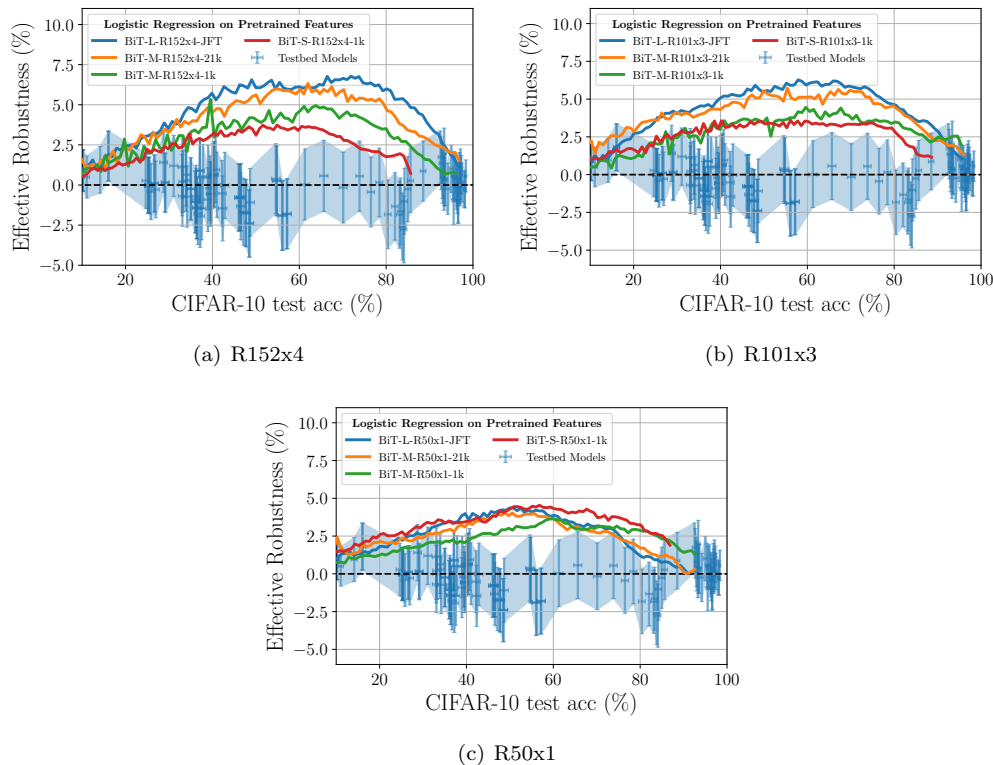 Logistic Regression on Pretrained Features
BiT-L-R152x4-JFT
BiT-M-R152x4-21k
BiT-M-R152x4-1k
BiT-S-R152x4-1k
Testbed Models
Effective Robustness (%)
10.0
7.5
5.0
2.5
0.0
−2.5
−5.0
20 40 60 80 100
CIFAR-10 test acc (%)
(a) R152x4
Logistic Regression on Pretrained Features
BiT-L-R101x3-JFT
BiT-M-R101x3-21k
BiT-M-R101x3-1k
BiT-S-R101x3-1k
Testbed Models
Effective Robustness (%)
10.0
7.5
5.0
2.5
0.0
−2.5
−5.0
20 40 60 80 100
CIFAR-10 test acc (%)
(b) R101x3
Logistic Regression on Pretrained Features
BiT-L-R50x1-JFT
BiT-M-R50x1-21k
BiT-M-R50x1-1k
BiT-S-R50x1-1k
Testbed Models
Effective Robustness (%)
10.0
7.5
5.0
2.5
0.0
−2.5
−5.0
20 40 60 80 100
CIFAR-10 test acc (%)
(c) R50x1